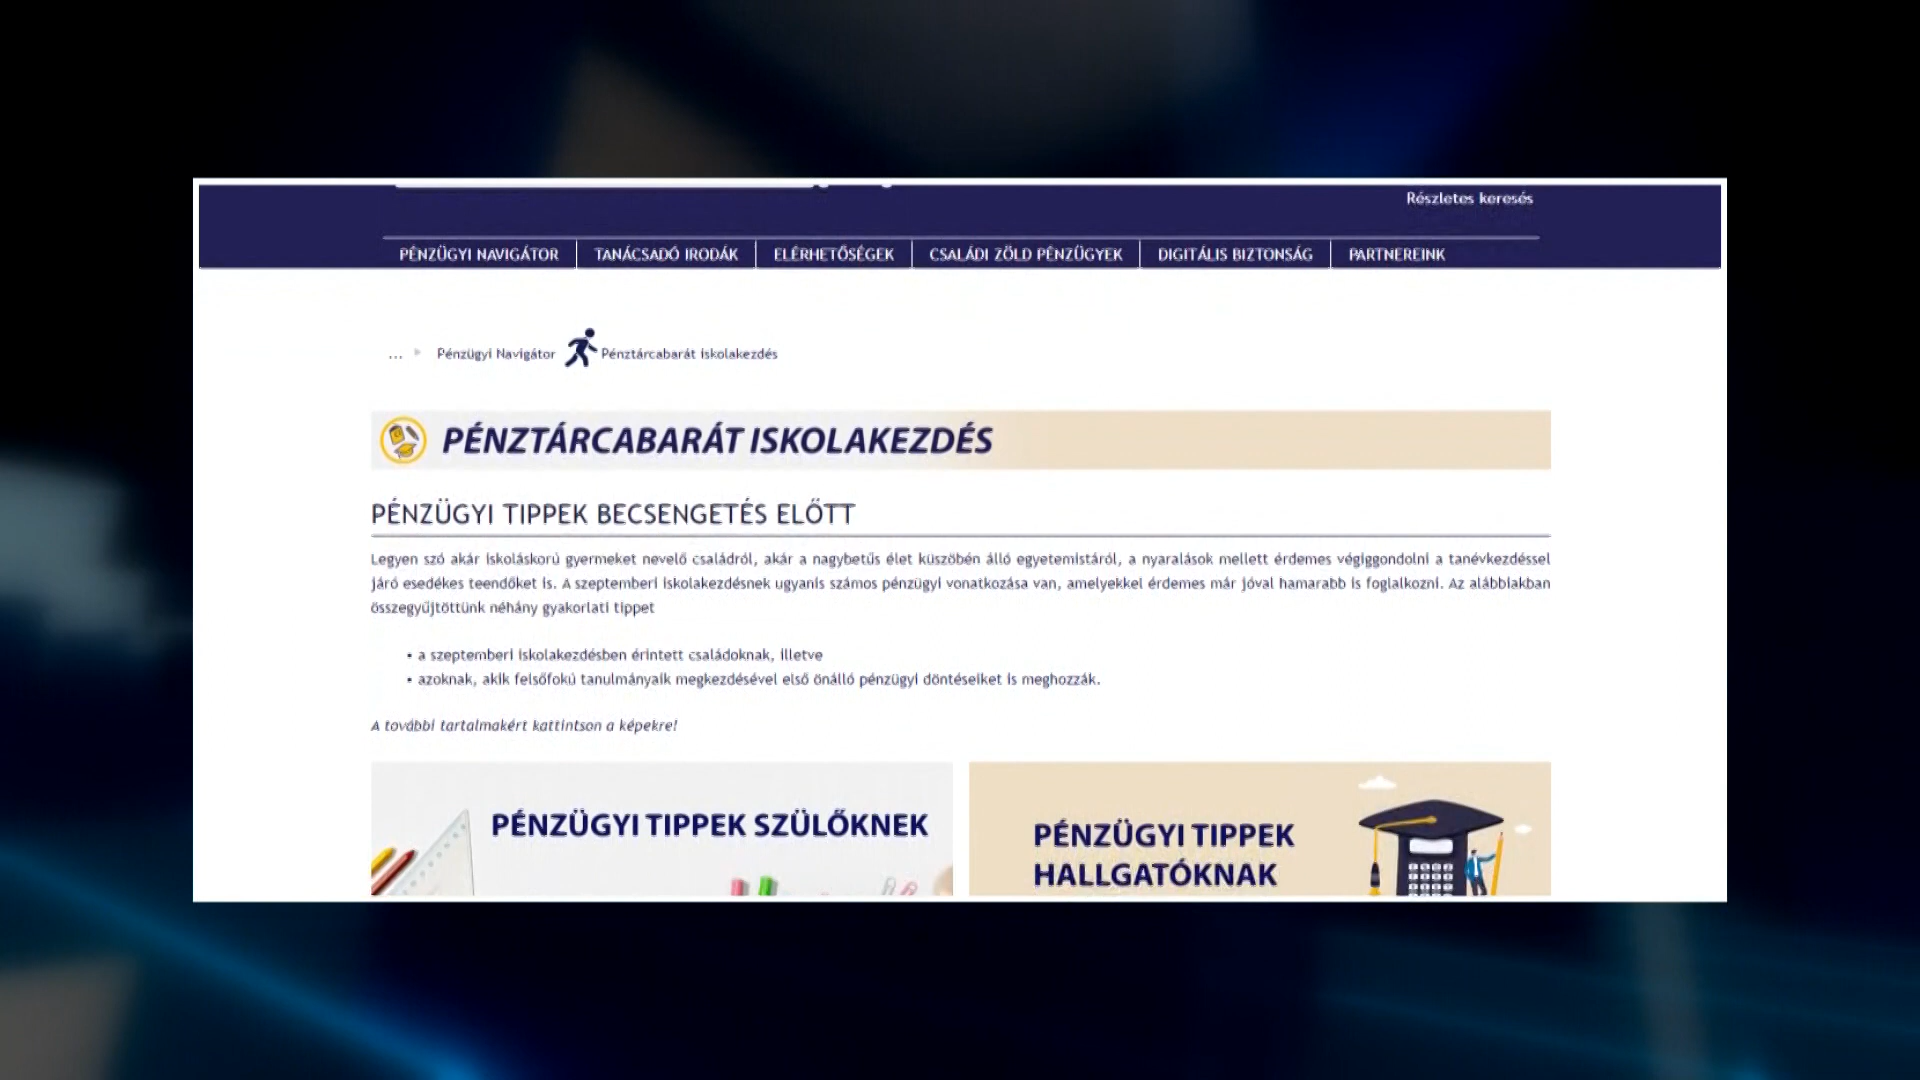 Részletes keresés
PÉNZÜGYI NAVIGÁTOR TANÁCSADÓ IRODÁK ELÉRHETŐSÉGEK CSALÁDI ZÖLD PÉNZÜGYEK DIGITÁLIS BIZTONSÁG PARTNEREINK
... Pénzügyi Navigátor Pénztárcabarát iskolakezdés
PÉNZTÁRCABARÁT ISKOLAKEZDÉS
PÉNZÜGYI TIPPEK BECSENGETÉS ELŐTT
Legyen szó akár iskoláskorú gyermeket nevelő családról, akár a nagybetűs élet küszöbén álló egyetemistáról, a nyaralások mellett érdemes végiggondolni a tanévkezdéssel
járó esedékes teendőket is. A szeptemberi iskolakezdésnek ugyanis számos pénzügyi vonatkozása van, amelyekkel érdemes már jóval hamarabb is foglalkozni. Az alábbiakban
összegyűjtöttünk néhány gyakorlati tippet
• a szeptemberi iskolakezdésben érintett családoknak, illetve
• azoknak, akik felsőfokú tanulmányaik megkezdésével első önálló pénzügyi döntéseiket is meghozzák.
A további tartalmakért kattintson a képekre!
PÉNZÜGYI TIPPEK SZÜLŐKNEK
PÉNZÜGYI TIPPEK
HALLGATÓKNAK